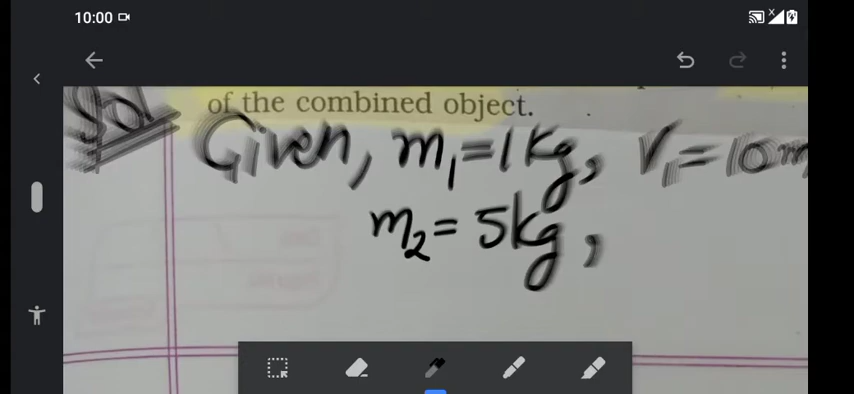 10:00
of the combined object.
Sol
Given, m₁=1kg, V₁=10m
m₂= 5kg,